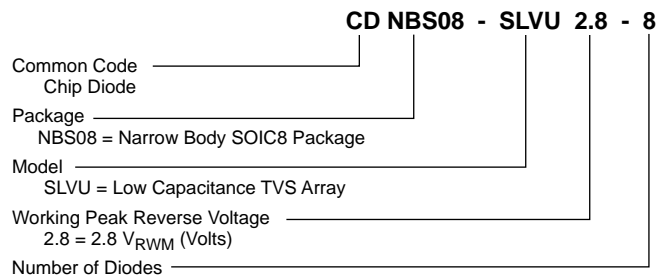 CD NBS08 - SLVU 2.8 - 8
Common Code
Chip Diode
Package
NBS08 = Narrow Body SOIC8 Package
Model
SLVU = Low Capacitance TVS Array
Working Peak Reverse Voltage
2.8 = 2.8 VRWM (Volts)
Number of Diodes